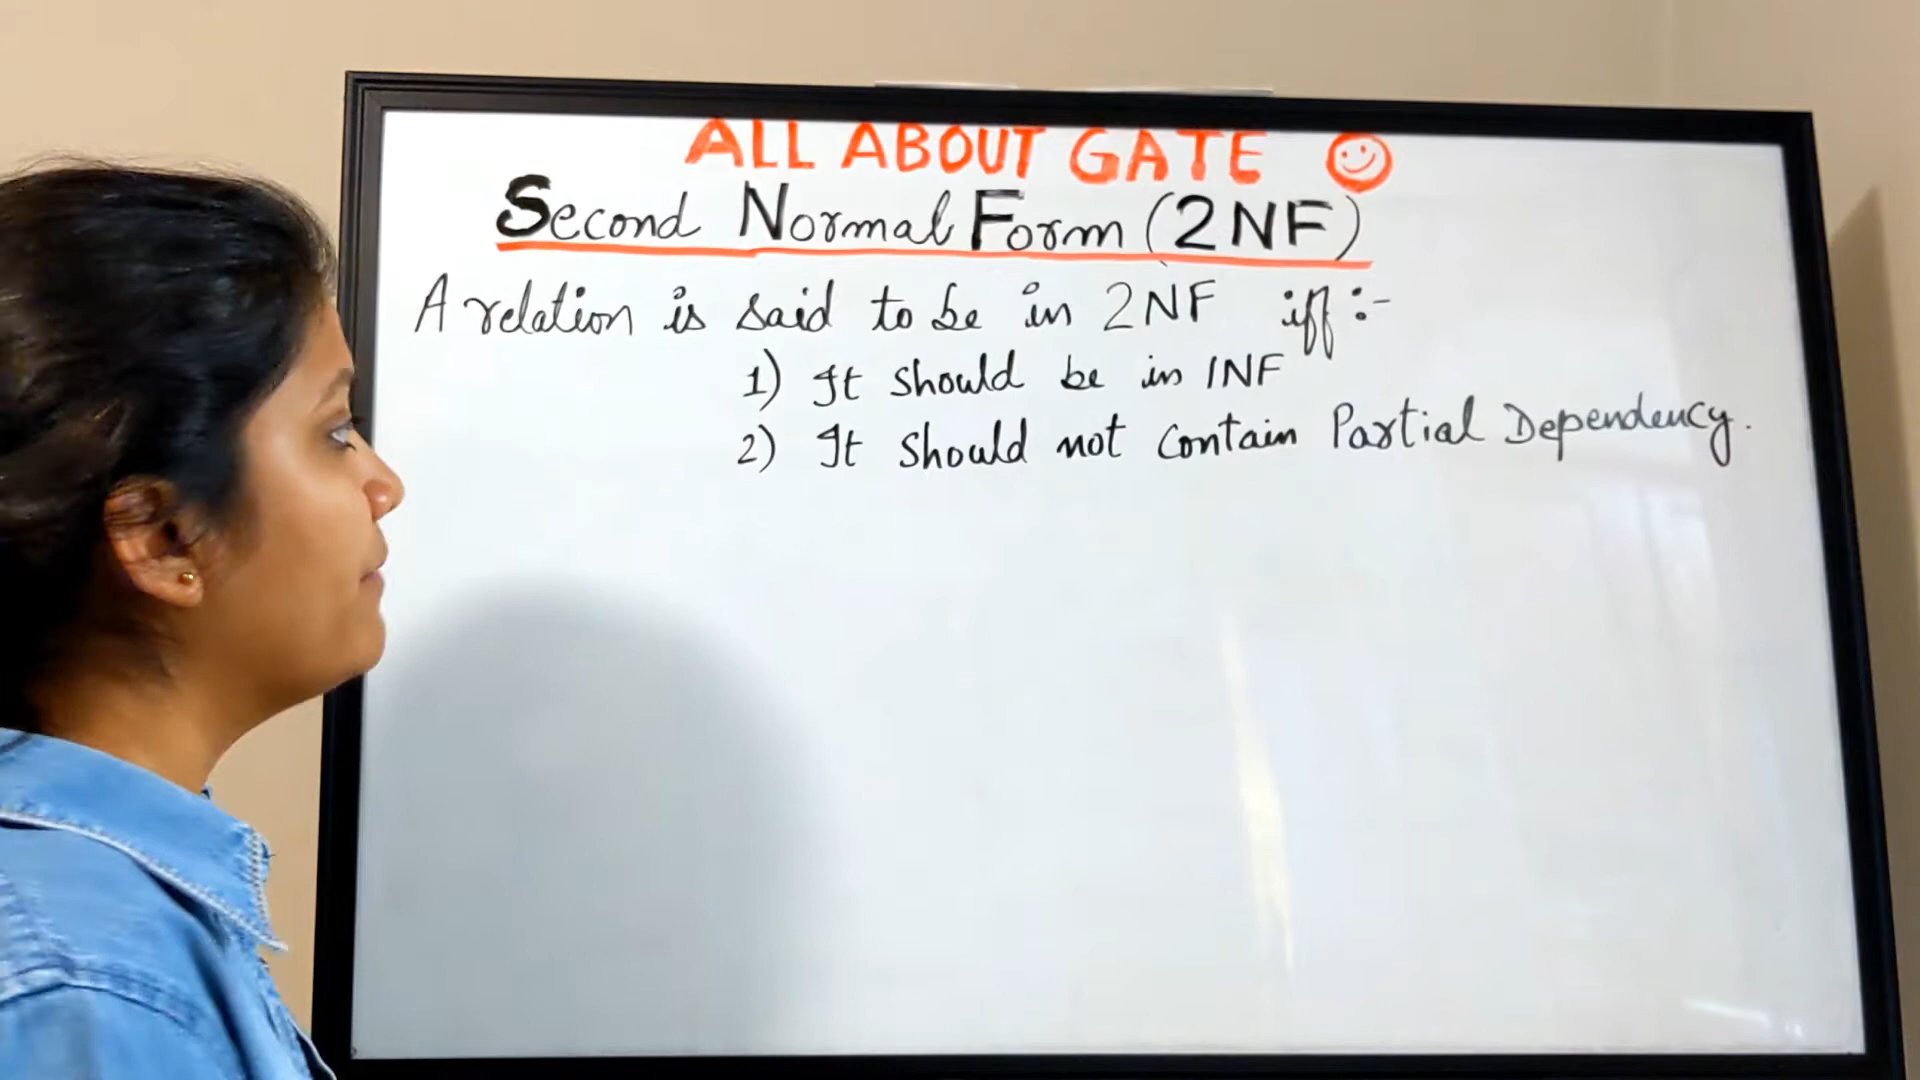 ALL ABOUT GATE
Second Normal Form (2NF)
A relation is said to be in 2NF iff :-
1) It should be in 1NF
2) It should not contain Partial Dependency.